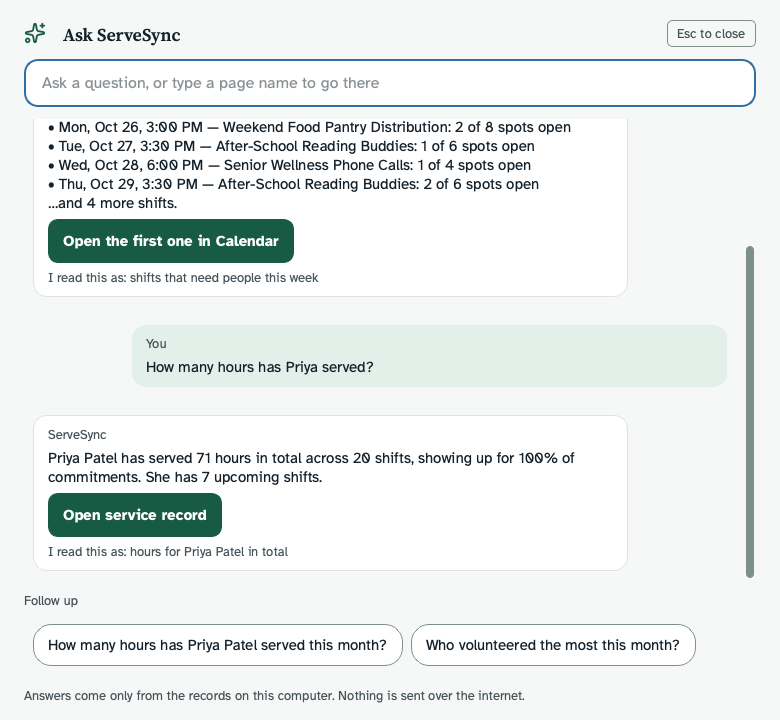 Ask ServeSync
Esc to close
Ask a question, or type a page name to go there
• Mon, Oct 26, 3:00 PM — Weekend Food Pantry Distribution: 2 of 8 spots open
• Tue, Oct 27, 3:30 PM — After-School Reading Buddies: 1 of 6 spots open
• Wed, Oct 28, 6:00 PM — Senior Wellness Phone Calls: 1 of 4 spots open
• Thu, Oct 29, 3:30 PM — After-School Reading Buddies: 2 of 6 spots open
…and 4 more shifts.
Open the first one in Calendar
I read this as: shifts that need people this week
You
How many hours has Priya served?
ServeSync
Priya Patel has served 71 hours in total across 20 shifts, showing up for 100% of
commitments. She has 7 upcoming shifts.
Open service record
I read this as: hours for Priya Patel in total
Follow up
How many hours has Priya Patel served this month?
Who volunteered the most this month?
Answers come only from the records on this computer. Nothing is sent over the internet.